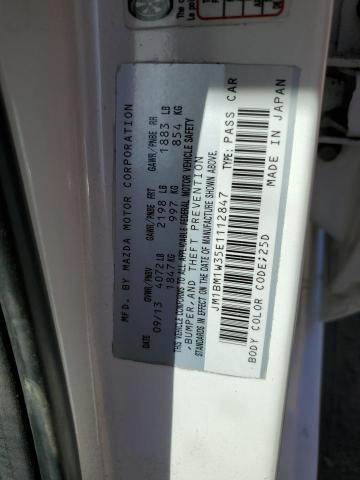 MFD. BY MAZDA MOTOR CORPORATION
DATE GVWR/PNBV GAWR/PNBE FRT GAWR/PNBE RR
09/13 4072 LB 2198 LB 1883 LB
1847 KG 997 KG 854 KG
THIS VEHICLE CONFORMS TO ALL APPLICABLE FEDERAL MOTOR VEHICLE SAFETY
,BUMPER,AND THEFT PREVENTION
STANDARDS IN EFFECT ON THE DATE OF MANUFACTURE SHOWN ABOVE.
JM1BM1W35E1112847 TYPE: PASS CAR
BODY COLOR CODE;25D MADE IN JAPAN